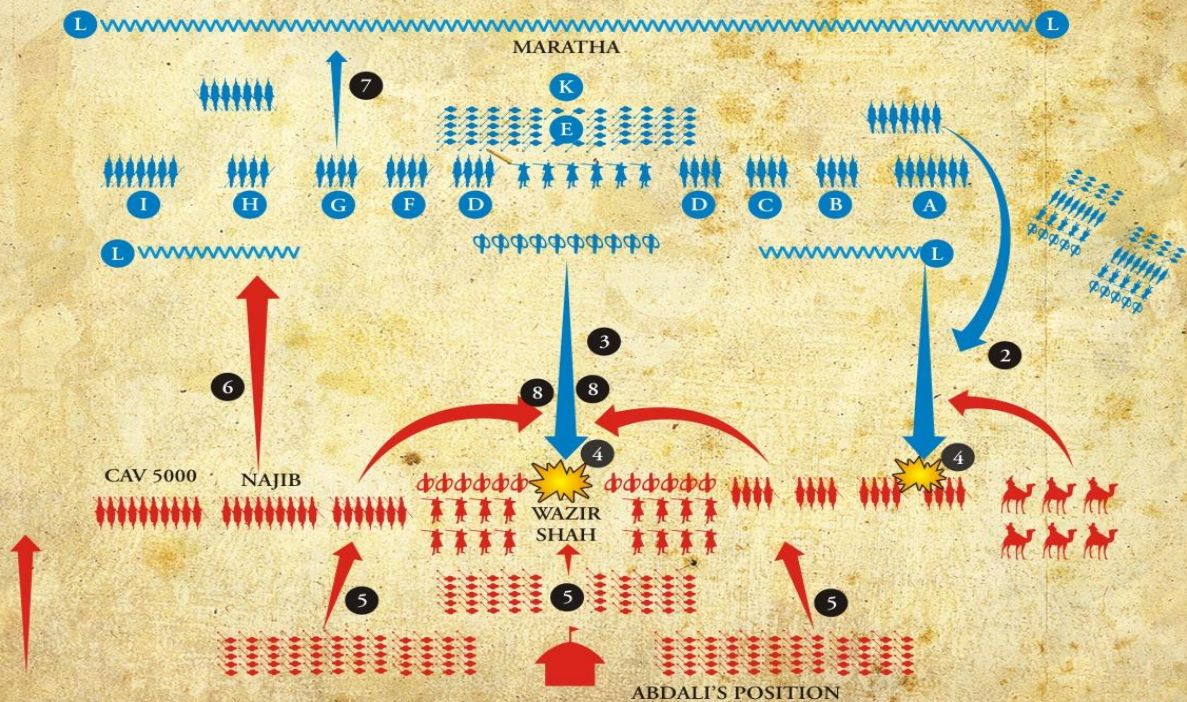 L L
MARATHA
7
K
E
I H G F D D C B A
L L
3
2
6
8 8
4 4
CAV 5000 NAJIB
WAZIR
SHAH
5 5 5
ABDALI'S POSITION